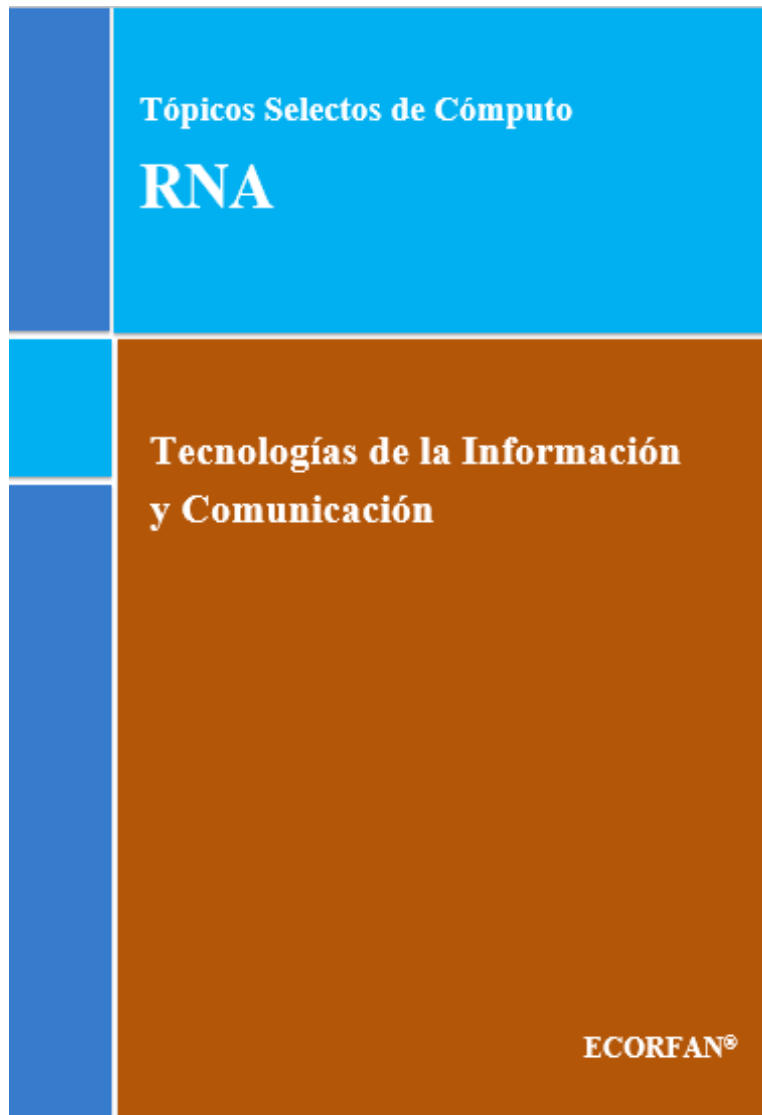 Tópicos Selectos de Cómputo
RNA
Tecnologías de la Información
y Comunicación
ECORFAN®